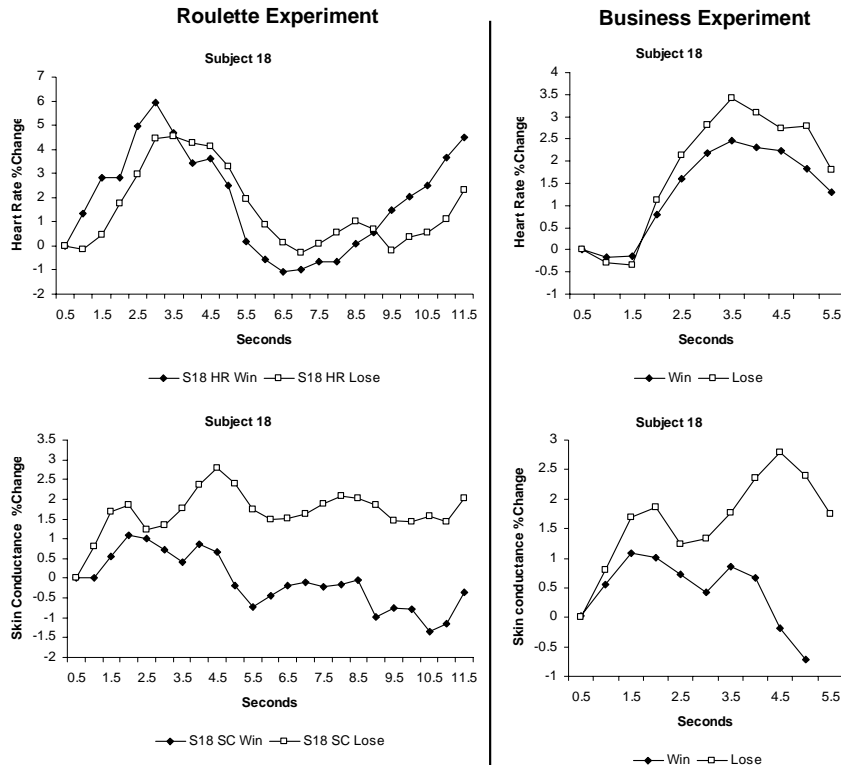 Roulette Experiment
Subject 18
Heart Rate %Change
7
6
5
4
3
2
1
0
-1
-2
0.5 1.5 2.5 3.5 4.5 5.5 6.5 7.5 8.5 9.5 10.5 11.5
Seconds
S18 HR Win S18 HR Lose
Subject 18
Skin Conductance %Change
3.5
3
2.5
2
1.5
1
0.5
0
-0.5
-1
-1.5
-2
0.5 1.5 2.5 3.5 4.5 5.5 6.5 7.5 8.5 9.5 10.5 11.5
Seconds
S18 SC Win S18 SC Lose
Business Experiment
Subject 18
Heart Rate %Change
4
3.5
3
2.5
2
1.5
1
0.5
0
-0.5
-1
0.5 1.5 2.5 3.5 4.5 5.5
Seconds
Win Lose
Subject 18
Skin conductance %Change
3
2.5
2
1.5
1
0.5
0
-0.5
-1
0.5 1.5 2.5 3.5 4.5 5.5
Seconds
Win Lose